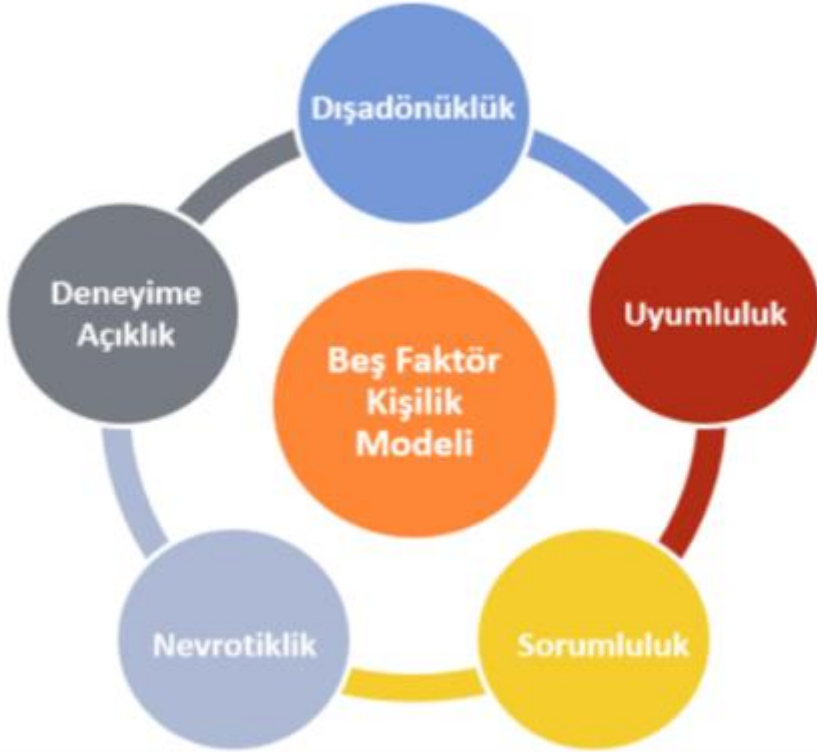 Dışadönüklük
Uyumluluk
Sorumluluk
Nevrotiklik
Deneyime
Açıklık
Beş Faktör
Kişilik
Modeli